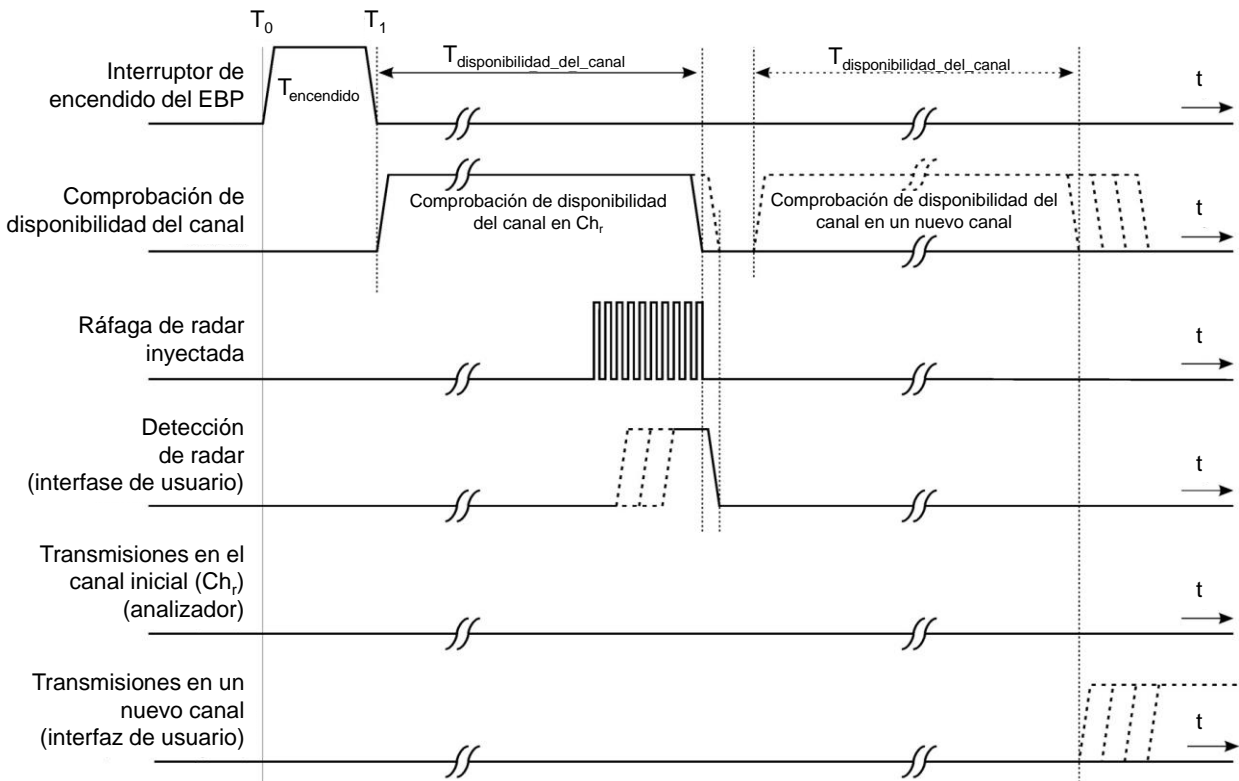 T0 T1
Interruptor de
encendido del EBP
Tencendido
Tdisponibilidad_del_canal
Tdisponibilidad_del_canal
t
Comprobación de
disponibilidad del canal
Comprobación de disponibilidad
del canal en Chr
Comprobación de disponibilidad del
canal en un nuevo canal
t
Ráfaga de radar
inyectada
t
Detección
de radar
(interfase de usuario)
t
Transmisiones en el
canal inicial (Chr)
(analizador)
t
Transmisiones en un
nuevo canal
(interfaz de usuario)
t